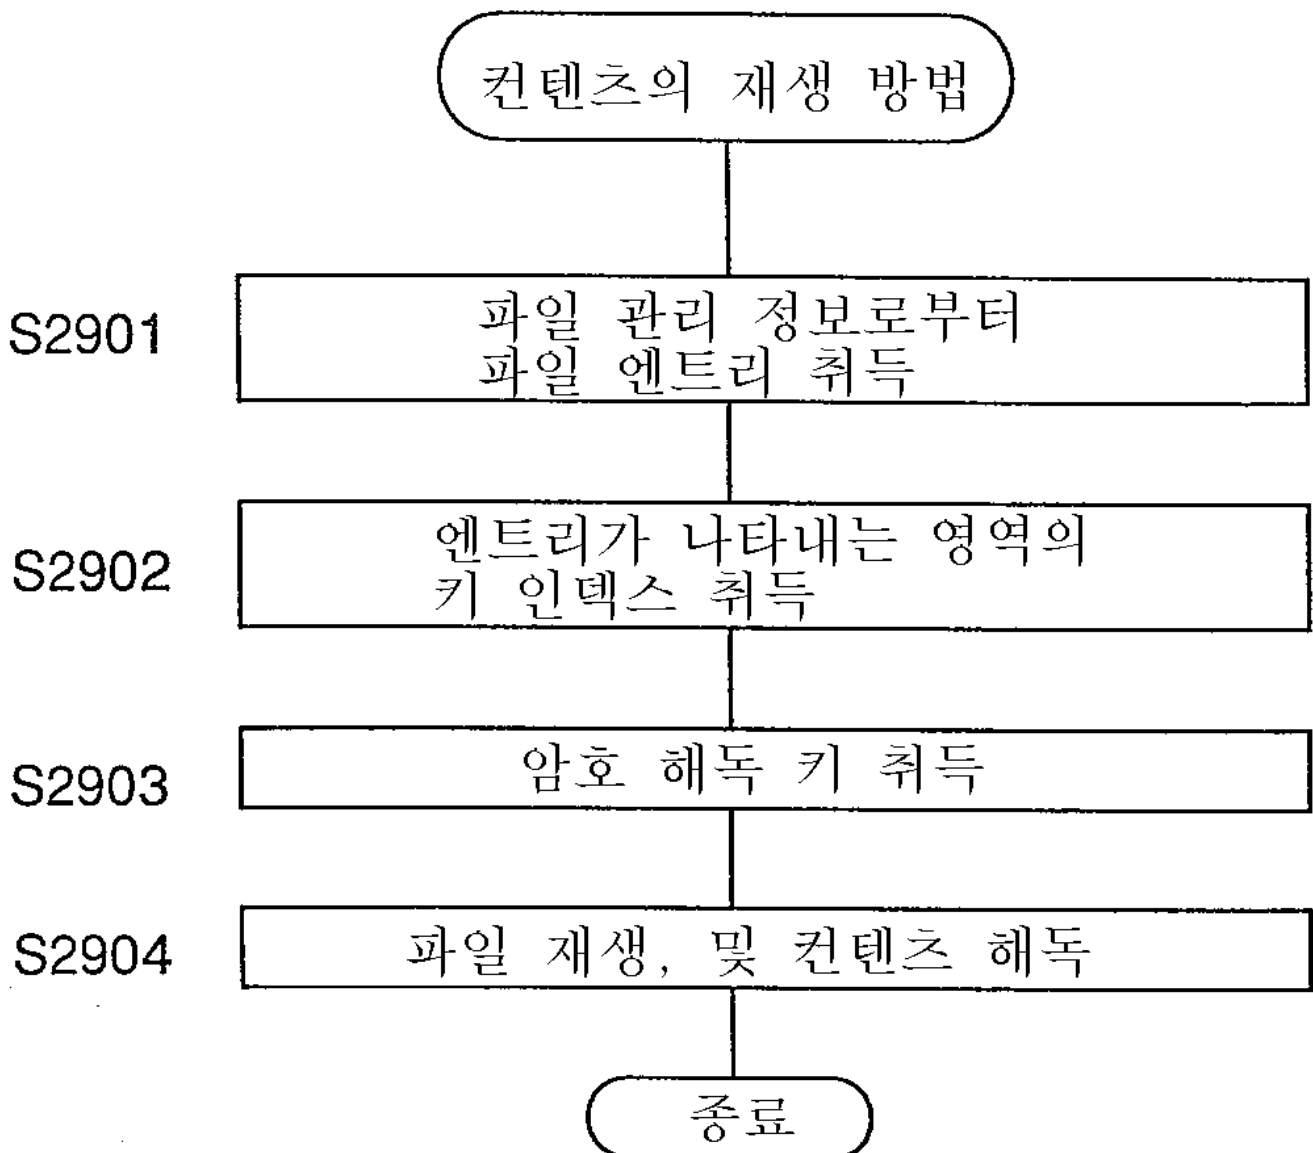 컨텐츠의 재생 방법
S2901
파일 관리 정보로부터
파일 엔트리 취득
S2902
엔트리가 나타내는 영역의
키 인덱스 취득
S2903
암호 해독 키 취득
S2904
파일 재생, 및 컨텐츠 해독
종료